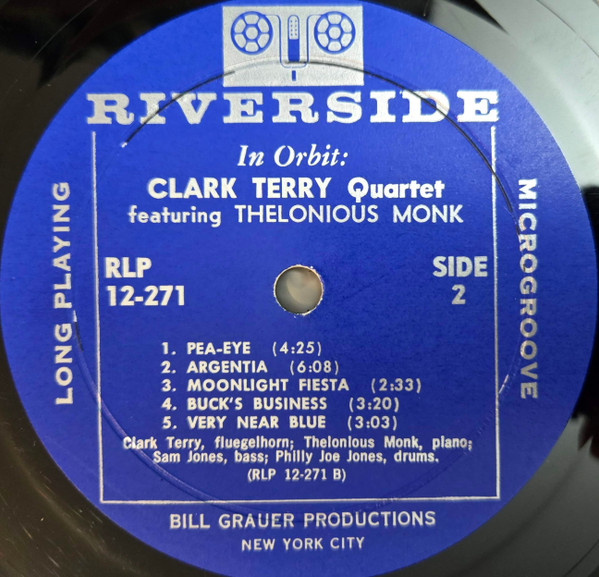 RIVERSIDE
In Orbit:
CLARK TERRY Quartet
featuring THELONIOUS MONK
LONG PLAYING
MICROGROOVE
RLP
12-271
SIDE
2
1. PEA-EYE (4:25)
2. ARGENTIA (6:08)
3. MOONLIGHT FIESTA (2:33)
4. BUCK'S BUSINESS (3:20)
5. VERY NEAR BLUE (3:03)
Clark Terry, fluegelhorn; Thelonious Monk, piano;
Sam Jones, bass; Philly Joe Jones, drums.
(RLP 12-271 B)
BILL GRAUER PRODUCTIONS
NEW YORK CITY